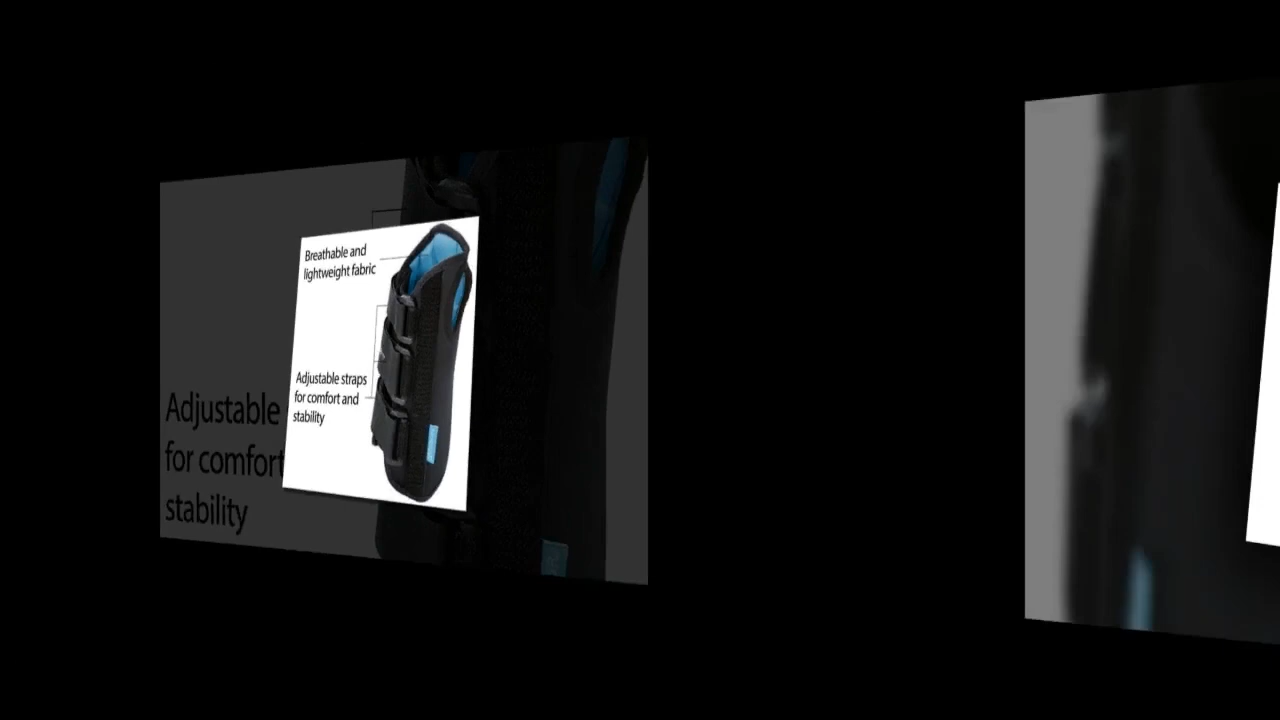 Breathable and
lightweight fabric
Adjustable straps
for comfort and
stability
Adjustable
for comfort
stability